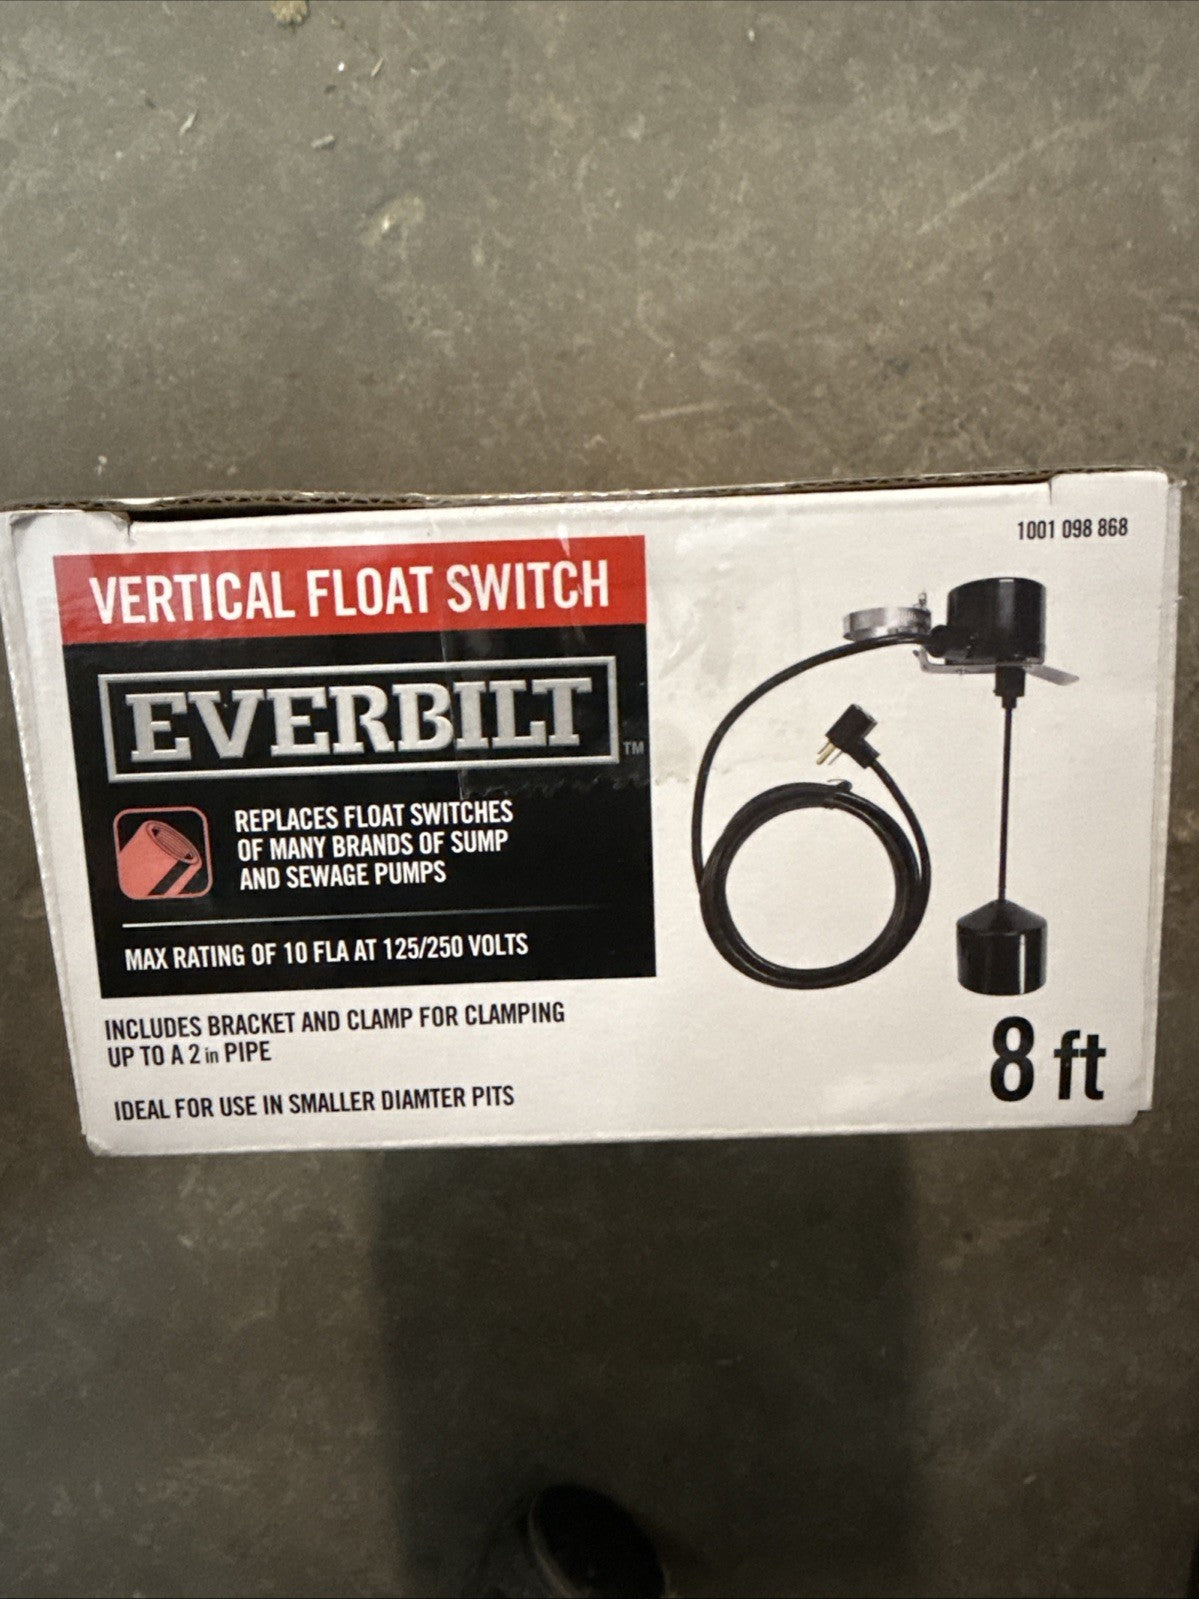 1001 098 868
VERTICAL FLOAT SWITCH
EVERBILT™
REPLACES FLOAT SWITCHES
OF MANY BRANDS OF SUMP
AND SEWAGE PUMPS
MAX RATING OF 10 FLA AT 125/250 VOLTS
INCLUDES BRACKET AND CLAMP FOR CLAMPING
UP TO A 2 in PIPE
IDEAL FOR USE IN SMALLER DIAMTER PITS
8 ft